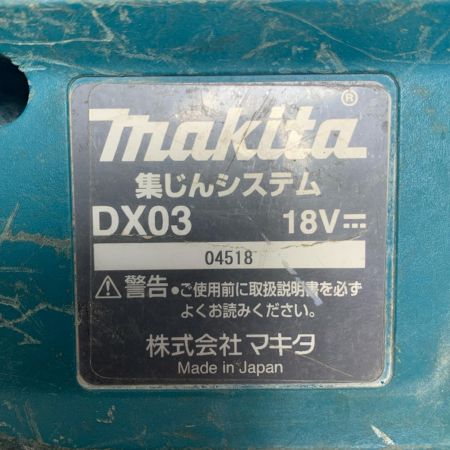 makita®
集じんシステム
DX03 18V⎓
04518
⚠警告●ご使用前に取扱説明書を必ず
よくお読みください。
株式会社 マキタ
Made in Japan